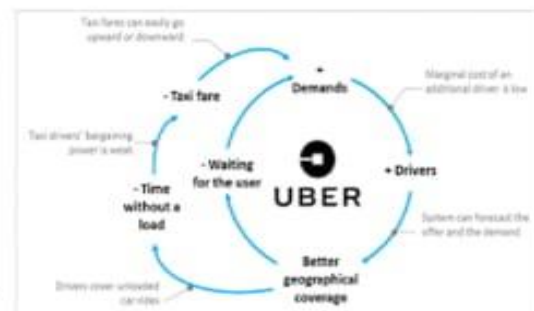 Taxi fares can easily go
upward or downward
+
Demands
Marginal cost of an
additional driver is low
- Taxi fare
Taxi drivers' bargaining
power is weak
- Waiting
for the user
UBER
+ Drivers
- Time
without a
load
System can forecast the
offer and the demand
Better
geographical
coverage
Drivers cover unloaded
car rides